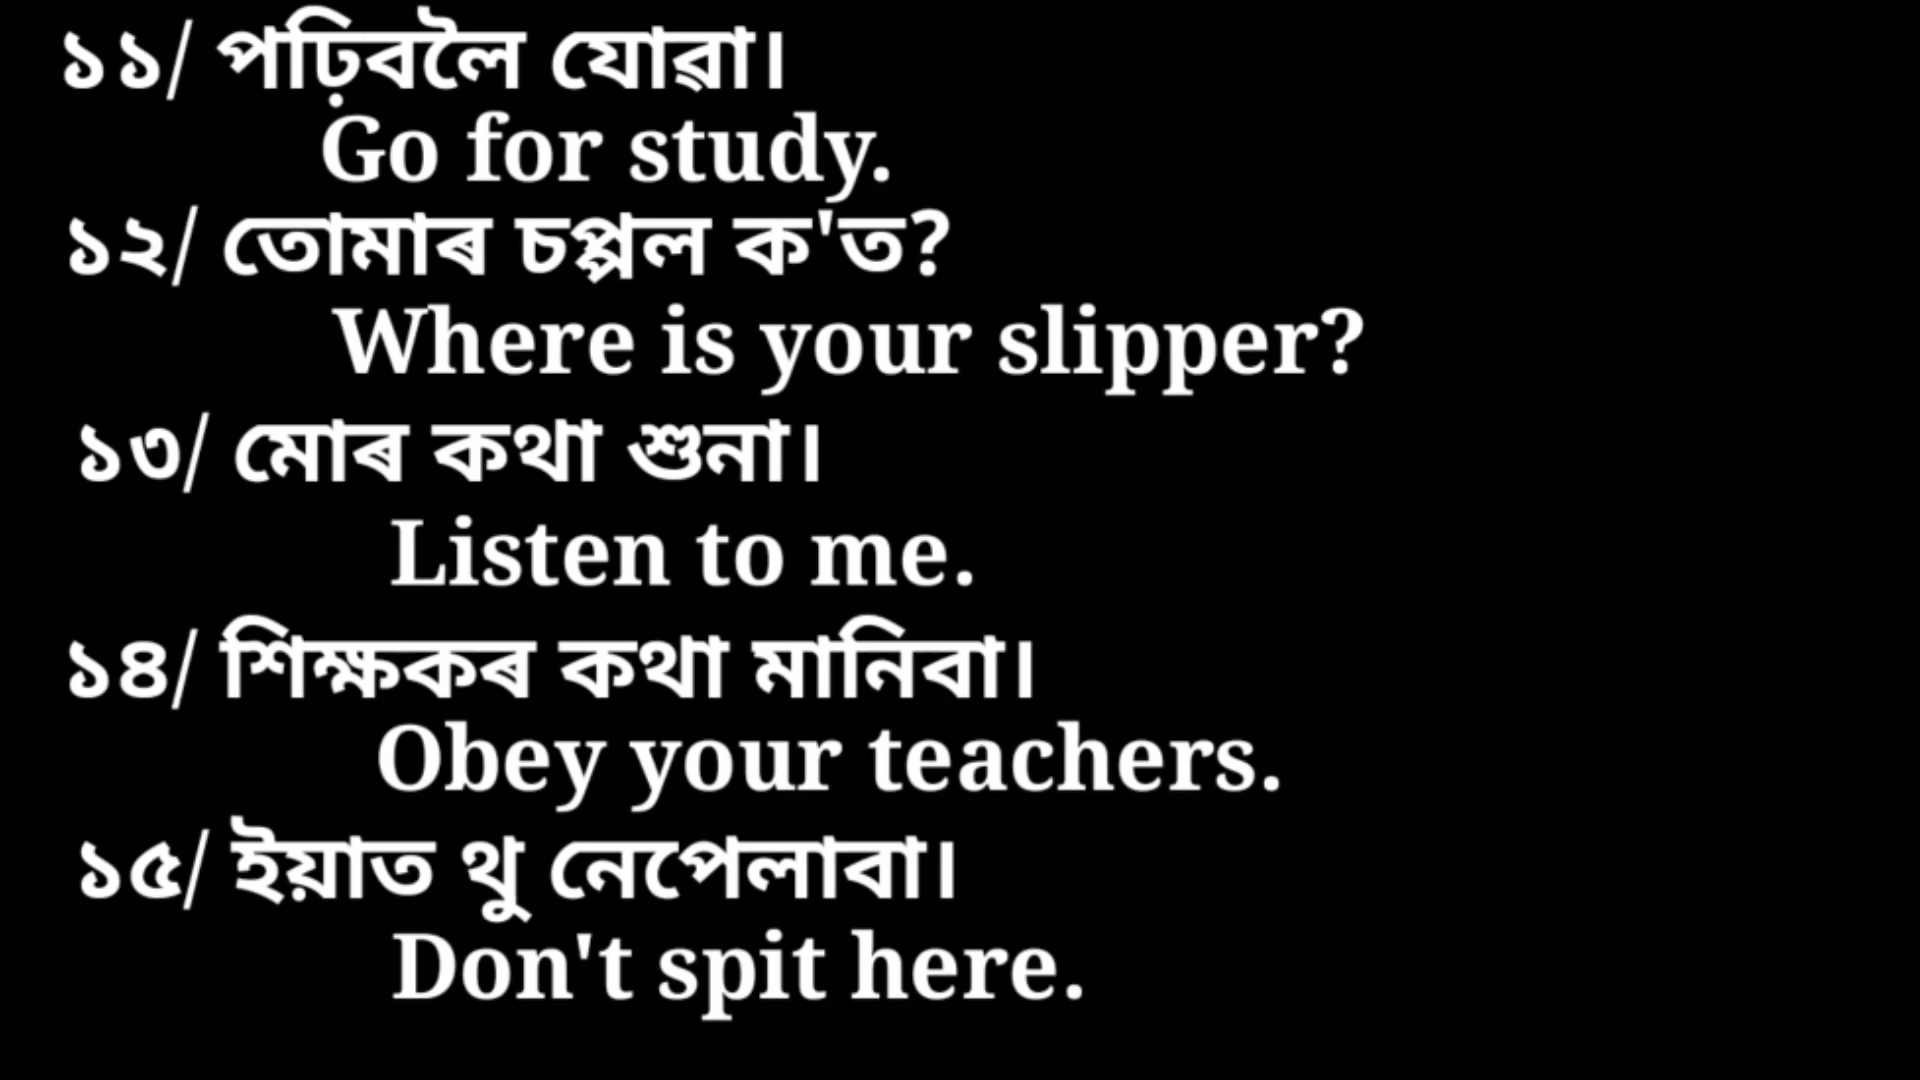 ১১/ পঢ়িবলৈ যোৱা।
Go for study.
১২/ তোমাৰ চপ্পল ক'ত?
Where is your slipper?
১৩/ মোৰ কথা শুনা।
Listen to me.
১৪/ শিক্ষকৰ কথা মানিবা।
Obey your teachers.
১৫/ ইয়াত থু নেপেলাবা।
Don't spit here.